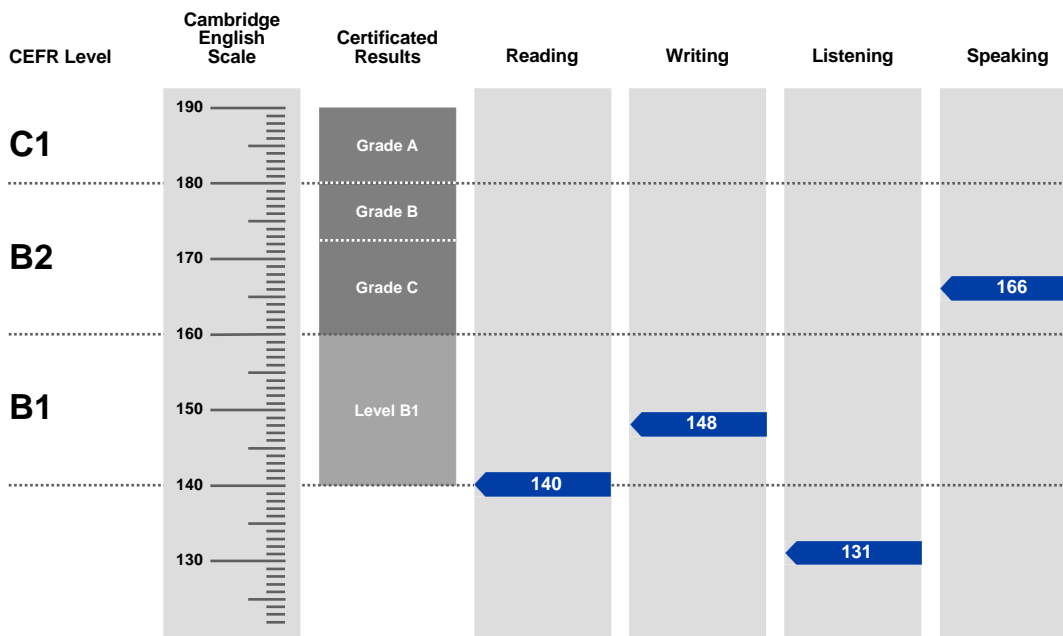 CEFR Level
Cambridge
English
Scale
Certificated
Results
Reading
Writing
Listening
Speaking
190
C1
Grade A
180
Grade B
B2
170
Grade C
166
160
B1
150
Level B1
148
140
140
131
130